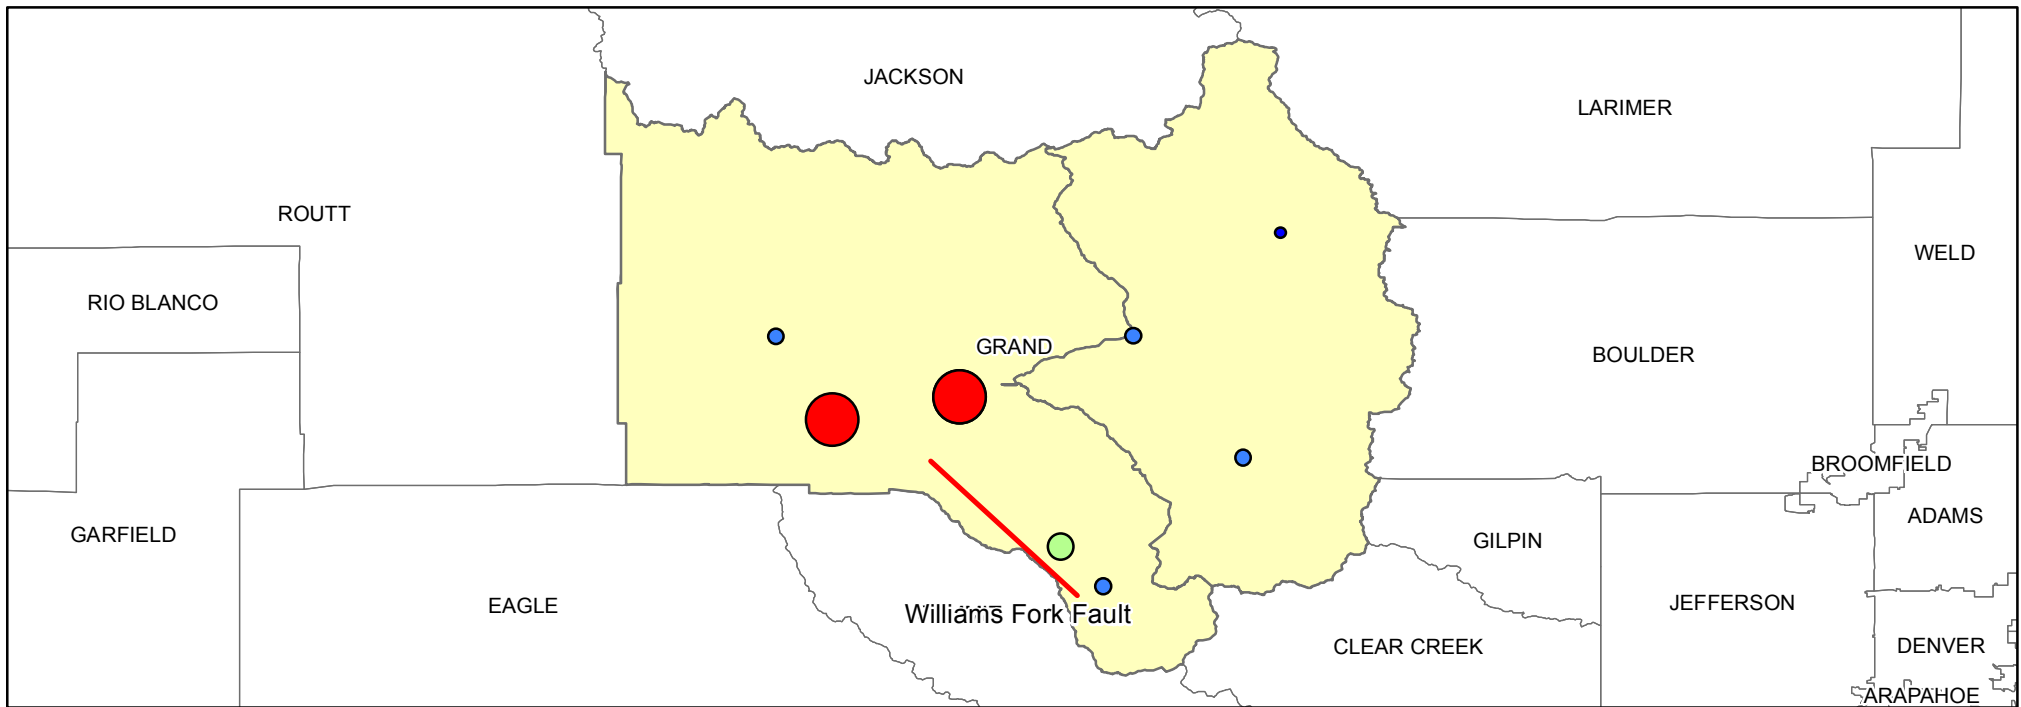 JACKSON
LARIMER
ROUTT
WELD
RIO BLANCO
GRAND
BOULDER
BROOMFIELD
ADAMS
GARFIELD
GILPIN
EAGLE
JEFFERSON
Williams Fork Fault
CLEAR CREEK
DENVER
ARAPAHOE